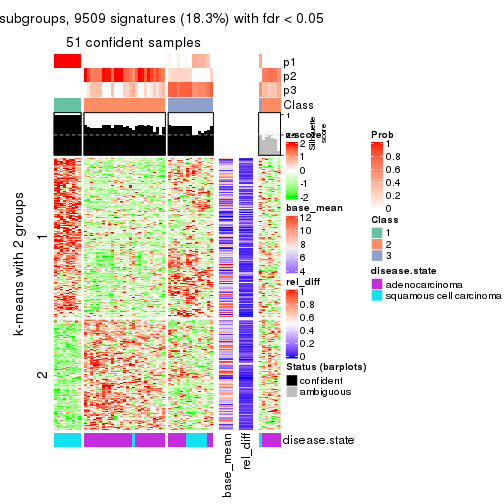 subgroups, 9509 signatures (18.3%) with fdr < 0.05
51 confident samples
p1
p2
p3
Class
1
Silhouette
score
z-score
2
1
0
-1
-2
Prob
1
0.8
0.6
0.4
0.2
0
base_mean
12
10
8
6
4
Class
1
2
3
disease.state
adenocarcinoma
squamous cell carcinoma
rel_diff
1
0.8
0.6
0.4
0.2
0
Status (barplots)
confident
ambiguous
k-means with 2 groups
1
2
disease.state
base_mean
rel_diff